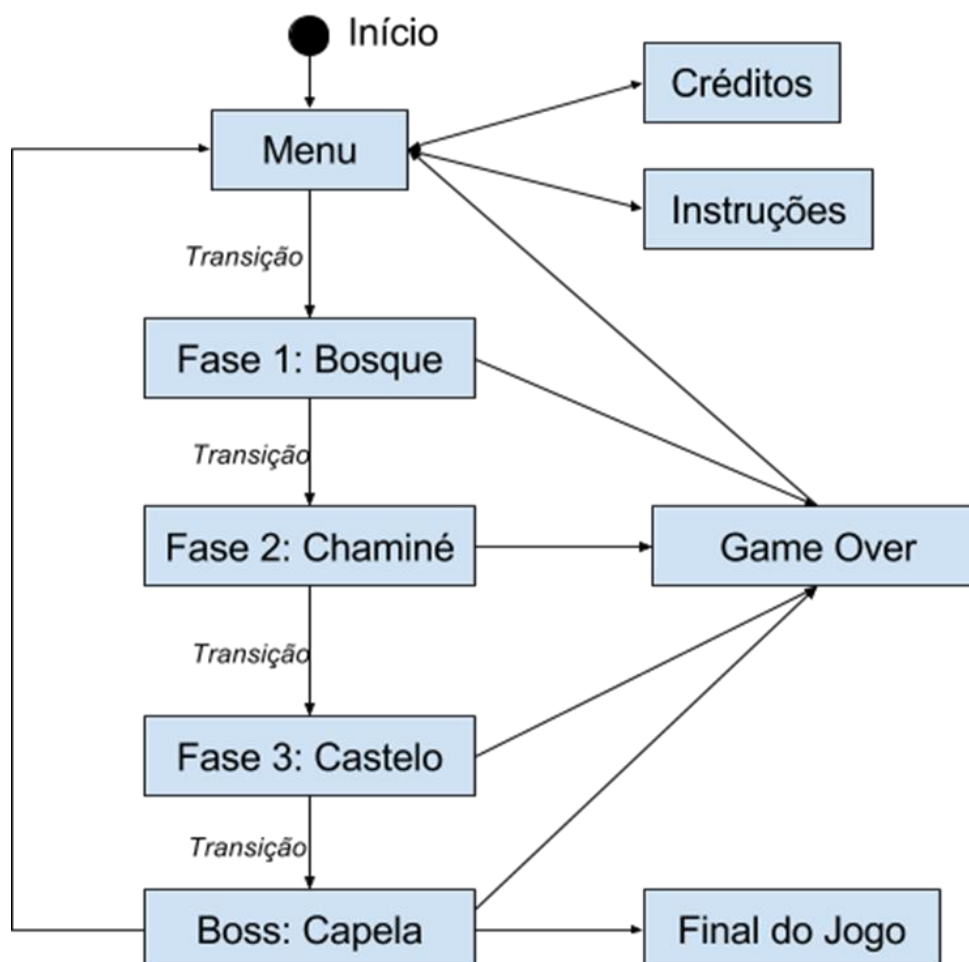 Início
Créditos
Menu
Instruções
Transição
Fase 1: Bosque
Transição
Fase 2: Chaminé
Game Over
Transição
Fase 3: Castelo
Transição
Boss: Capela
Final do Jogo